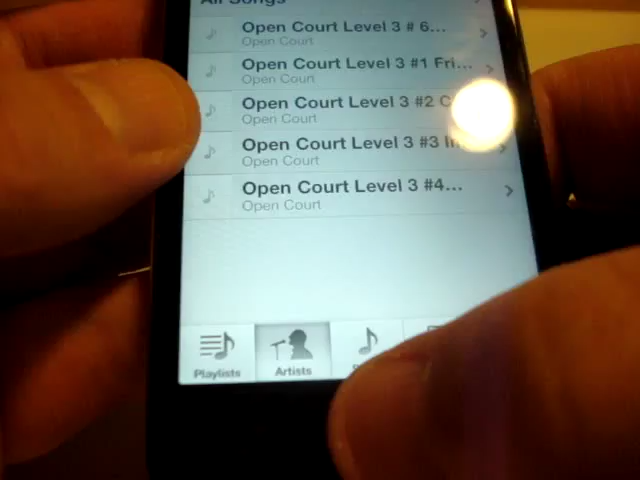 All Songs
Open Court Level 3 # 6...
Open Court
Open Court Level 3 #1 Fri...
Open Court
Open Court Level 3 #2
Open Court
Open Court Level 3 #3
Open Court
Open Court Level 3 #4...
Open Court
Playlists
Artists